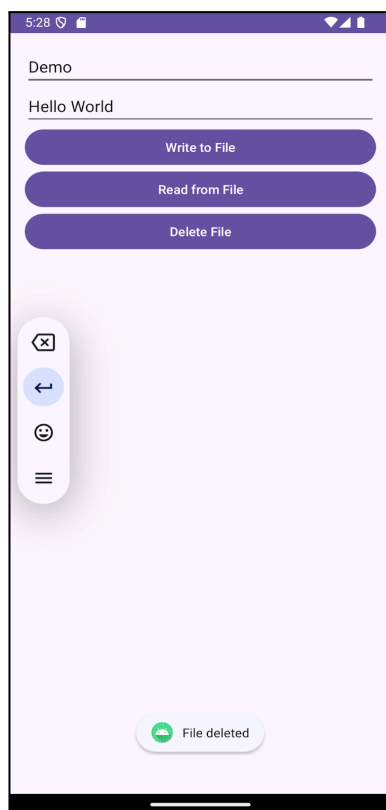 5:28
Demo
Hello World
Write to File
Read from File
Delete File
File deleted